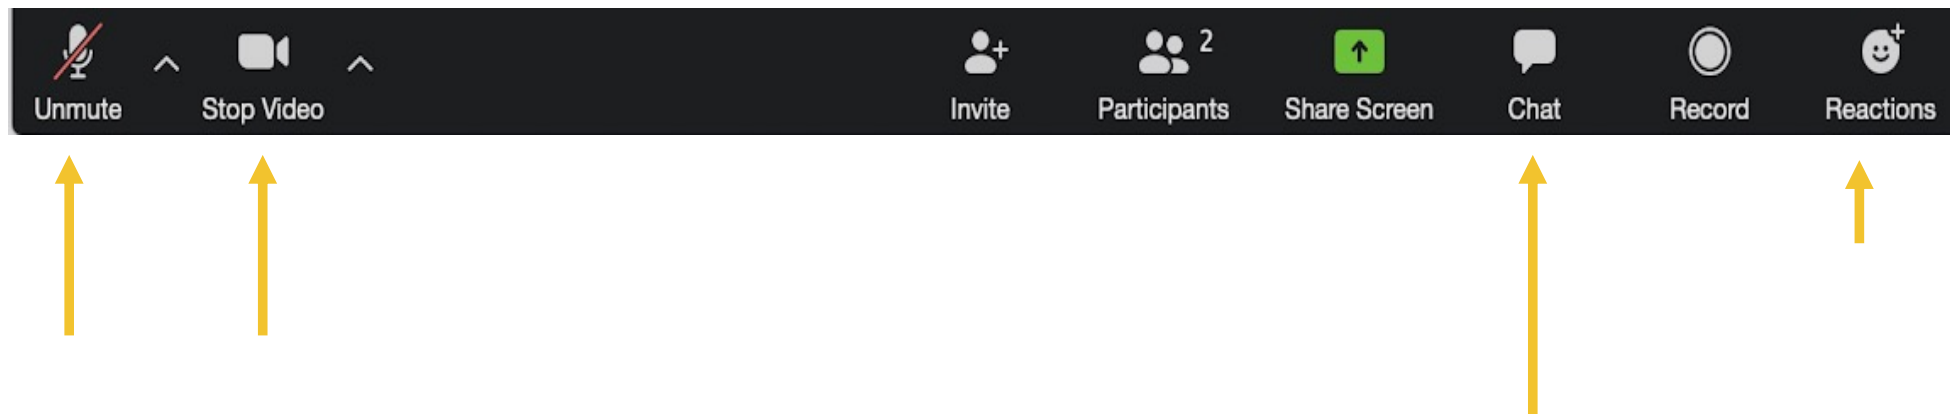 2
Unmute
Stop Video
Invite
Participants
Share Screen
Chat
Record
Reactions